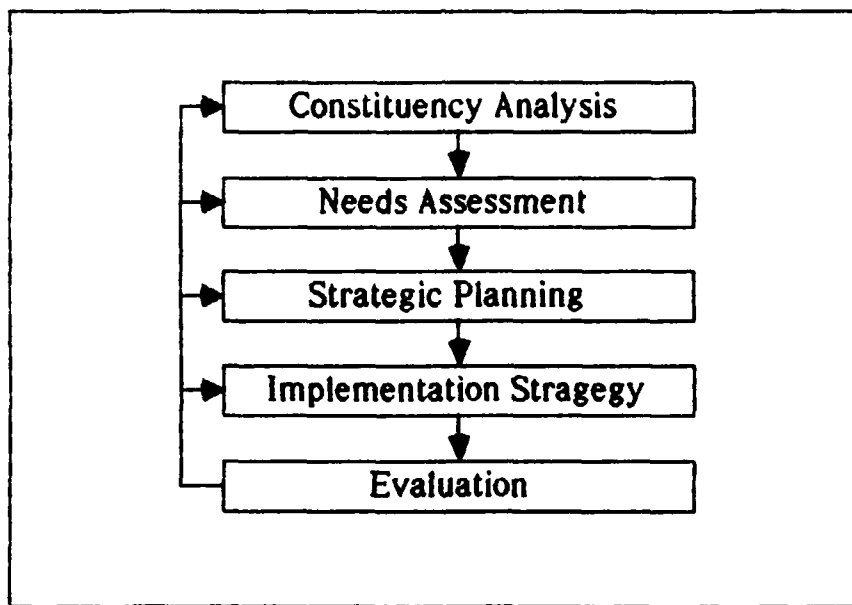 Constituency Analysis
Needs Assessment
Strategic Planning
Implementation Stragegy
Evaluation